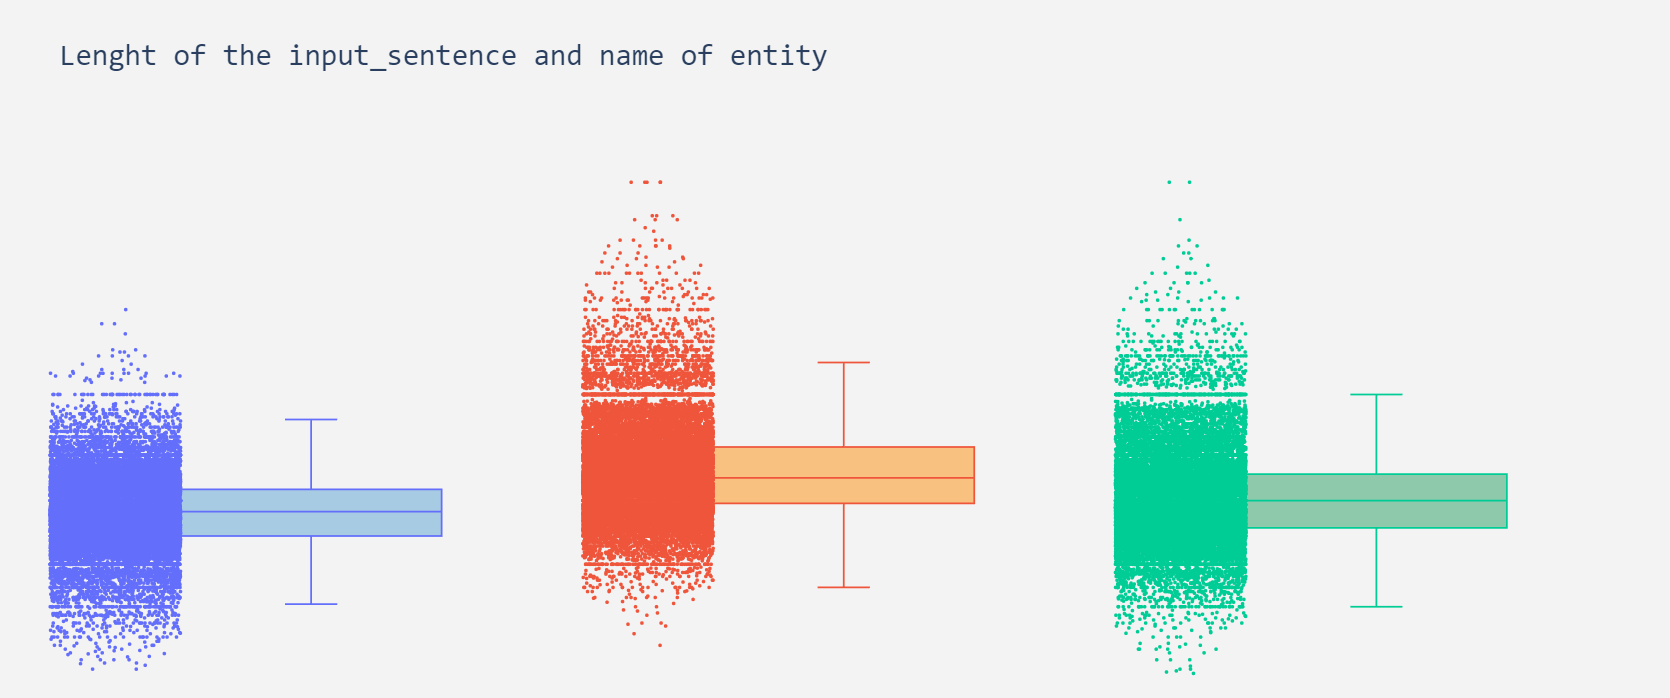 Lenght of the input_sentence and name of entity